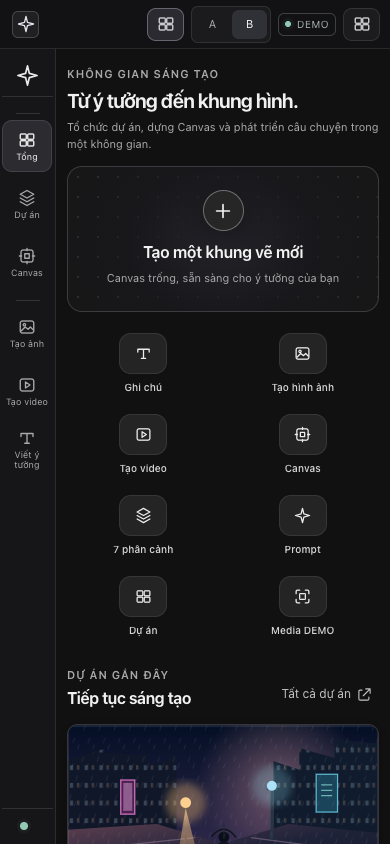 A
B
DEMO
KHÔNG GIAN SÁNG TẠO
Từ ý tưởng đến khung hình.
Tổ chức dự án, dựng Canvas và phát triển câu chuyện trong
một không gian.
Tạo một khung vẽ mới
Canvas trống, sẵn sàng cho ý tưởng của bạn
Tổng
Dự án
Canvas
Tạo ảnh
Tạo video
Viết ý
tưởng
Ghi chú
Tạo hình ảnh
Tạo video
Canvas
7 phân cảnh
Prompt
Dự án
Media DEMO
DỰ ÁN GẦN ĐÂY
Tiếp tục sáng tạo
Tất cả dự án